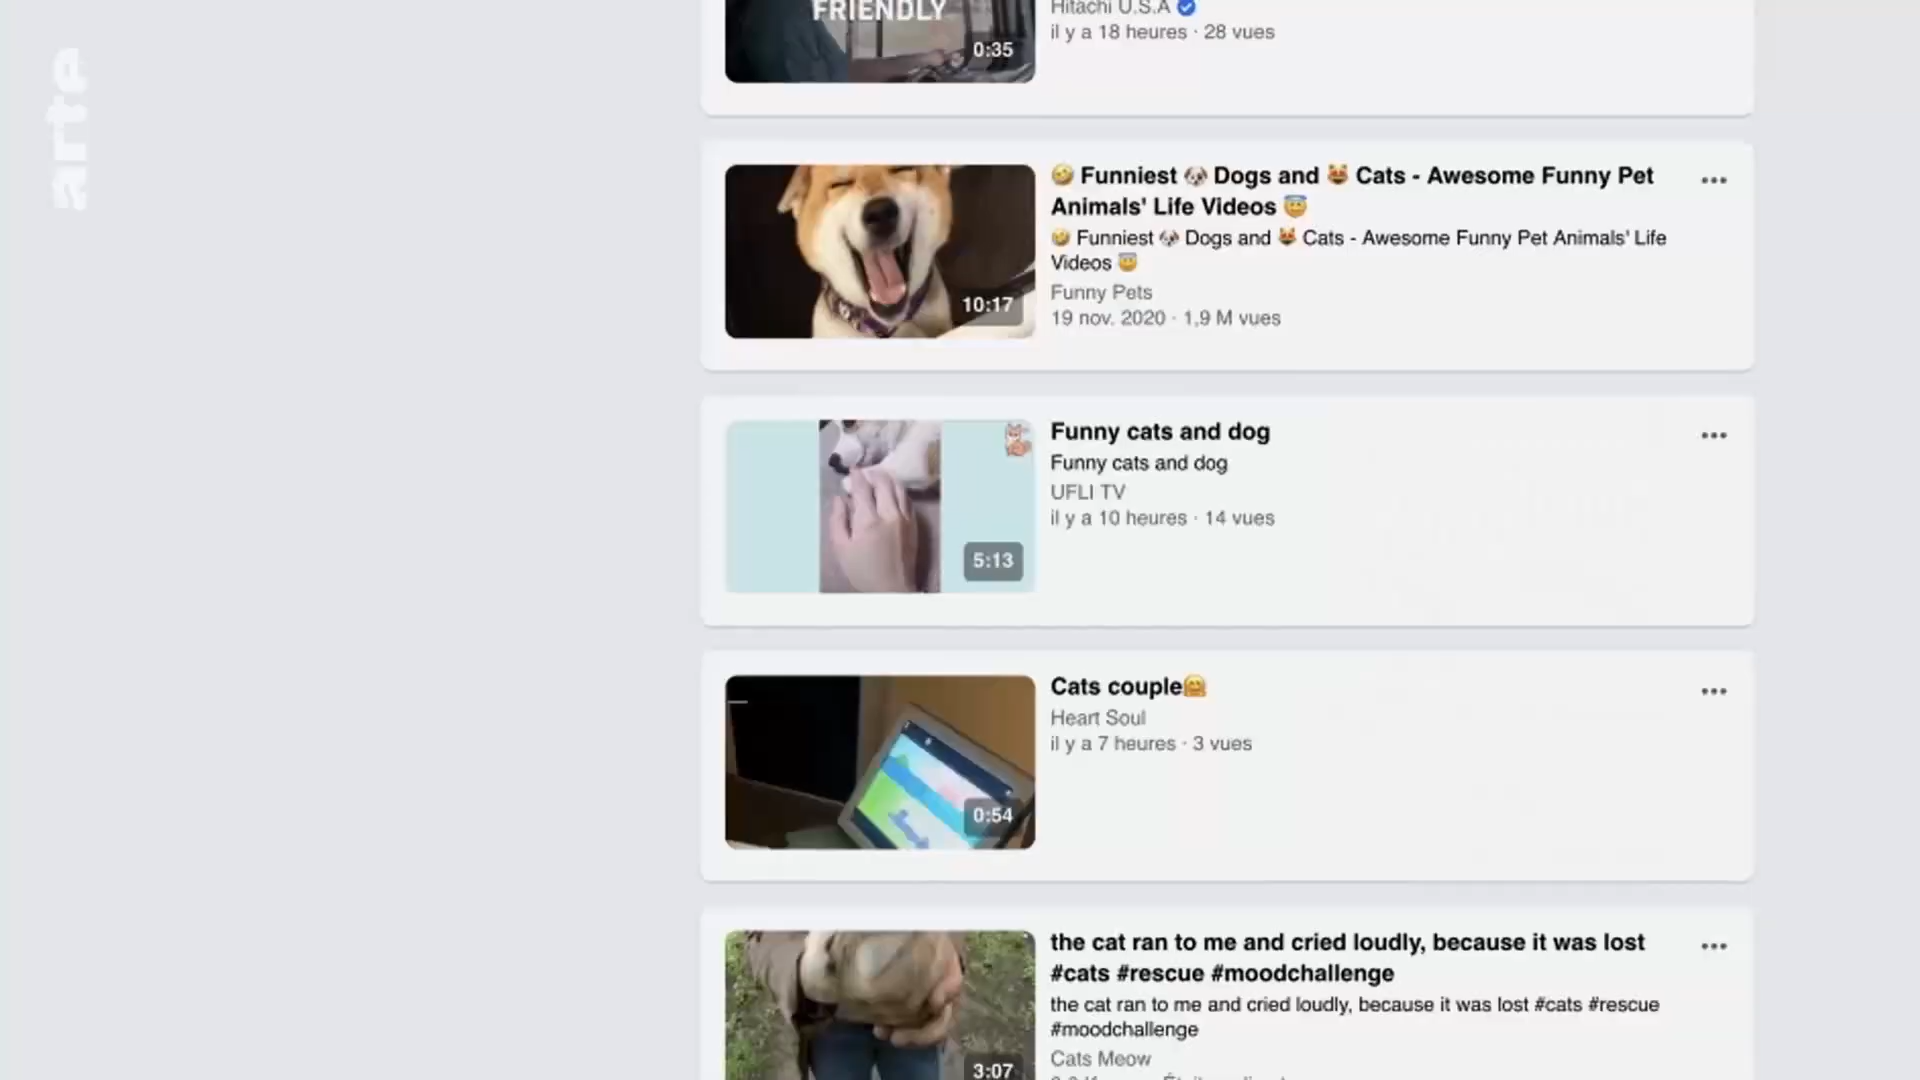 FRIENDLY
Hitachi U.S.A
0:35
il y a 18 heures · 28 vues
arte
🤣 Funniest 🐶 Dogs and 😻 Cats - Awesome Funny Pet
Animals' Life Videos 😇
🤣 Funniest 🐶 Dogs and 😻 Cats - Awesome Funny Pet Animals' Life
Videos 😇
Funny Pets
10:17
19 nov. 2020 · 1,9 M vues
Funny cats and dog
Funny cats and dog
UFLI TV
il y a 10 heures · 14 vues
5:13
Cats couple🤗
Heart Soul
il y a 7 heures · 3 vues
0:54
the cat ran to me and cried loudly, because it was lost
#cats #rescue #moodchallenge
the cat ran to me and cried loudly, because it was lost #cats #rescue
#moodchallenge
Cats Meow
3:07